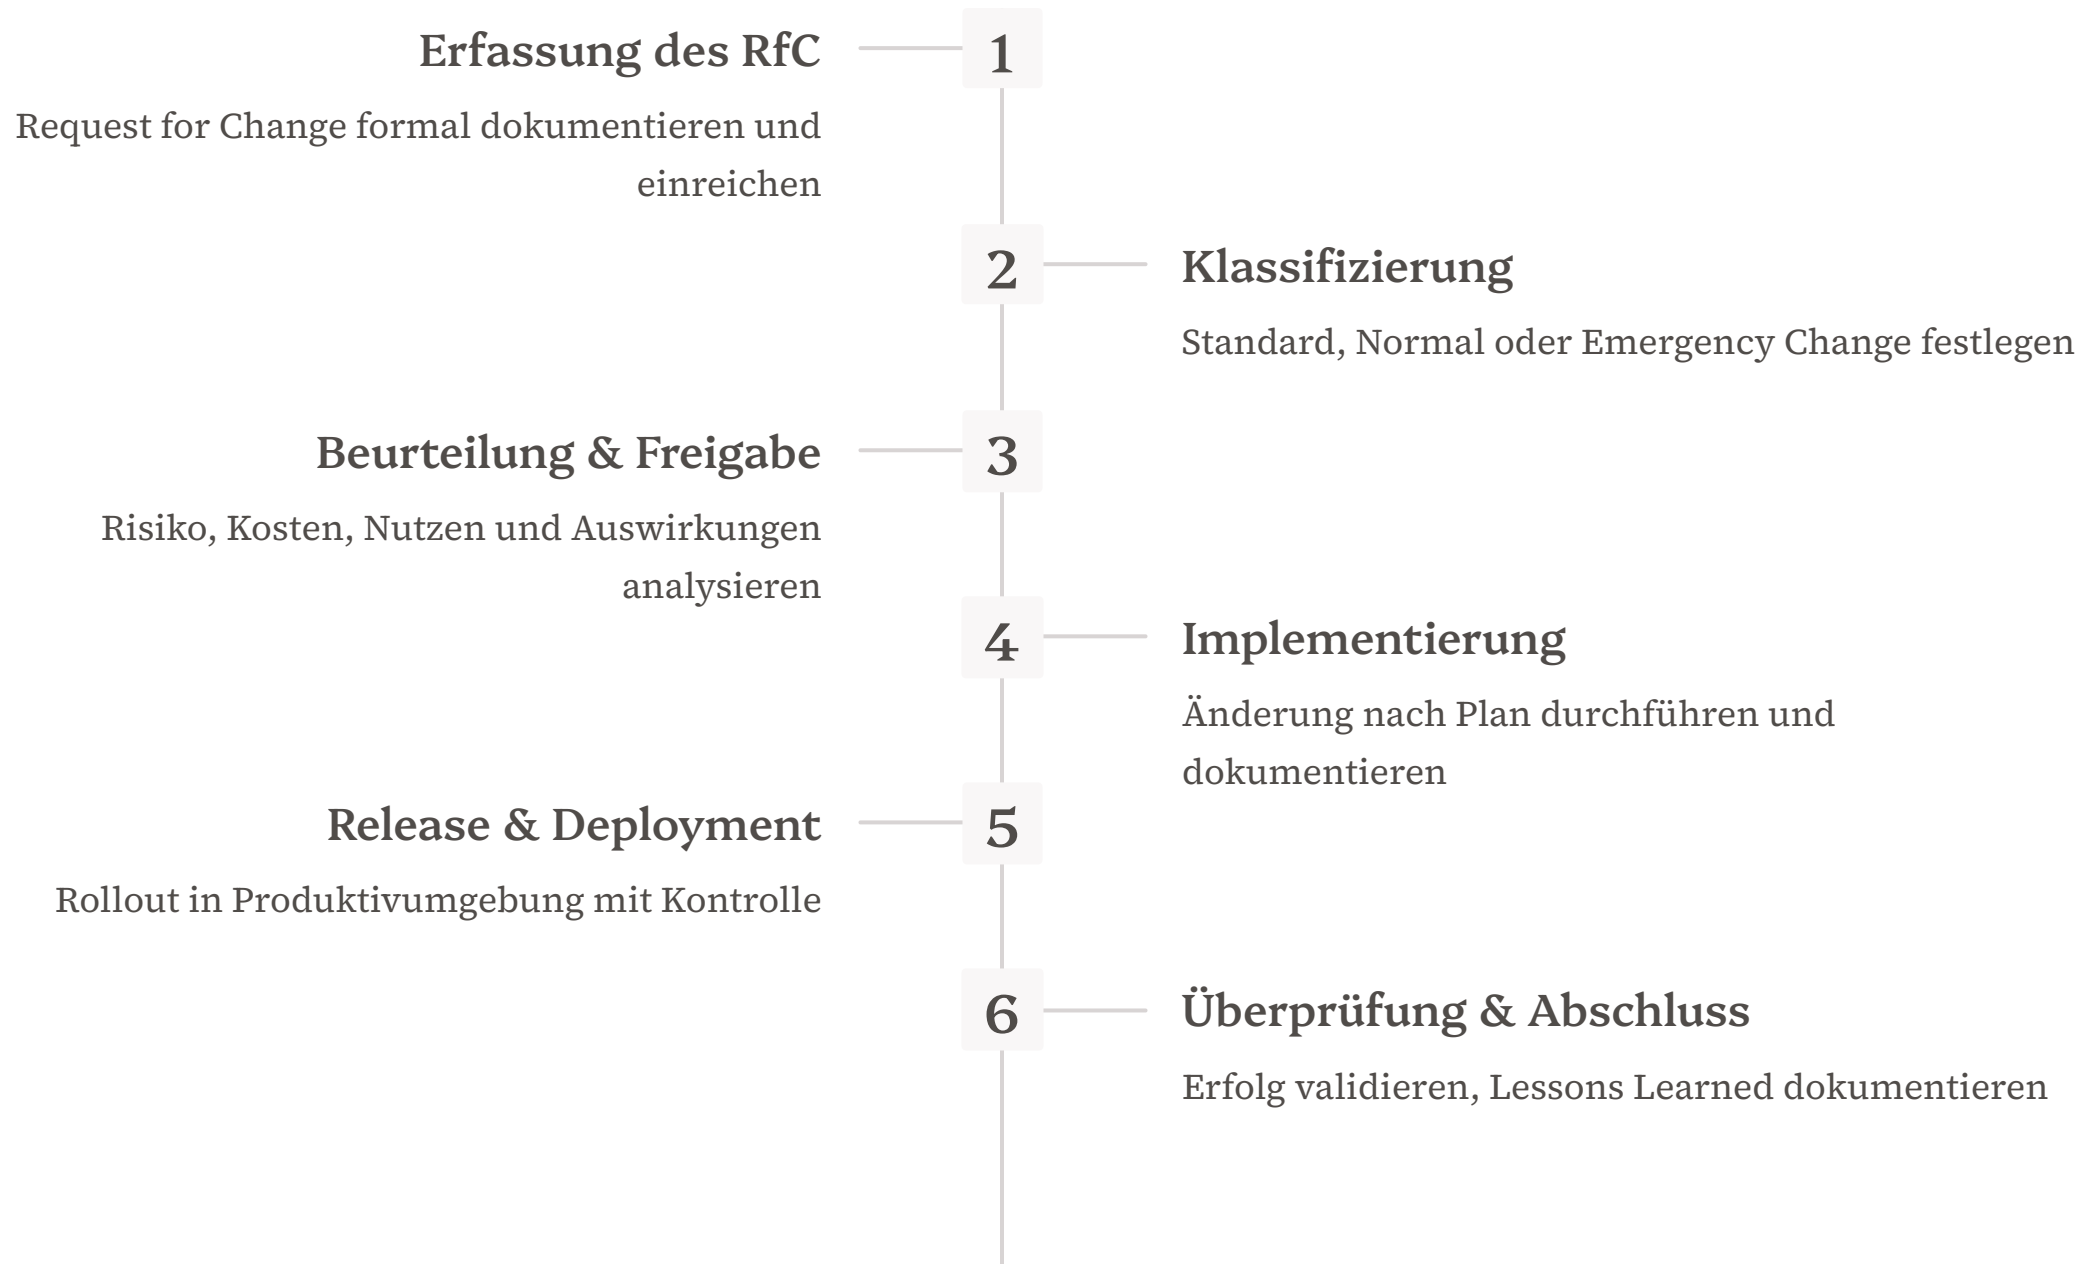 1
Erfassung des RfC
Request for Change formal dokumentieren und
einreichen
2
Klassifizierung
Standard, Normal oder Emergency Change festlegen
3
Beurteilung & Freigabe
Risiko, Kosten, Nutzen und Auswirkungen
analysieren
4
Implementierung
Änderung nach Plan durchführen und
dokumentieren
5
Release & Deployment
Rollout in Produktivumgebung mit Kontrolle
6
Überprüfung & Abschluss
Erfolg validieren, Lessons Learned dokumentieren